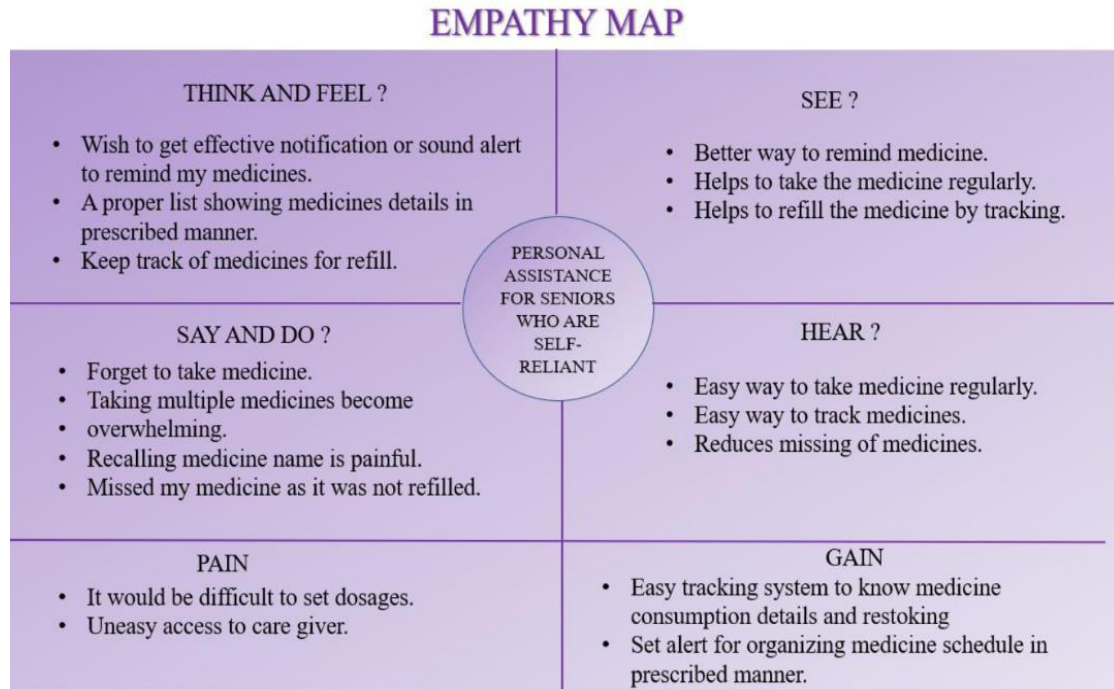 EMPATHY MAP
THINK AND FEEL ?
• Wish to get effective notification or sound alert
to remind my medicines.
• A proper list showing medicines details in
prescribed manner.
• Keep track of medicines for refill.
SEE ?
• Better way to remind medicine.
• Helps to take the medicine regularly.
• Helps to refill the medicine by tracking.
PERSONAL
ASSISTANCE
FOR SENIORS
WHO ARE
SELF-
RELIANT
SAY AND DO ?
• Forget to take medicine.
• Taking multiple medicines become
• overwhelming.
• Recalling medicine name is painful.
• Missed my medicine as it was not refilled.
HEAR ?
• Easy way to take medicine regularly.
• Easy way to track medicines.
• Reduces missing of medicines.
PAIN
• It would be difficult to set dosages.
• Uneasy access to care giver.
GAIN
• Easy tracking system to know medicine
consumption details and restoking
• Set alert for organizing medicine schedule in
prescribed manner.